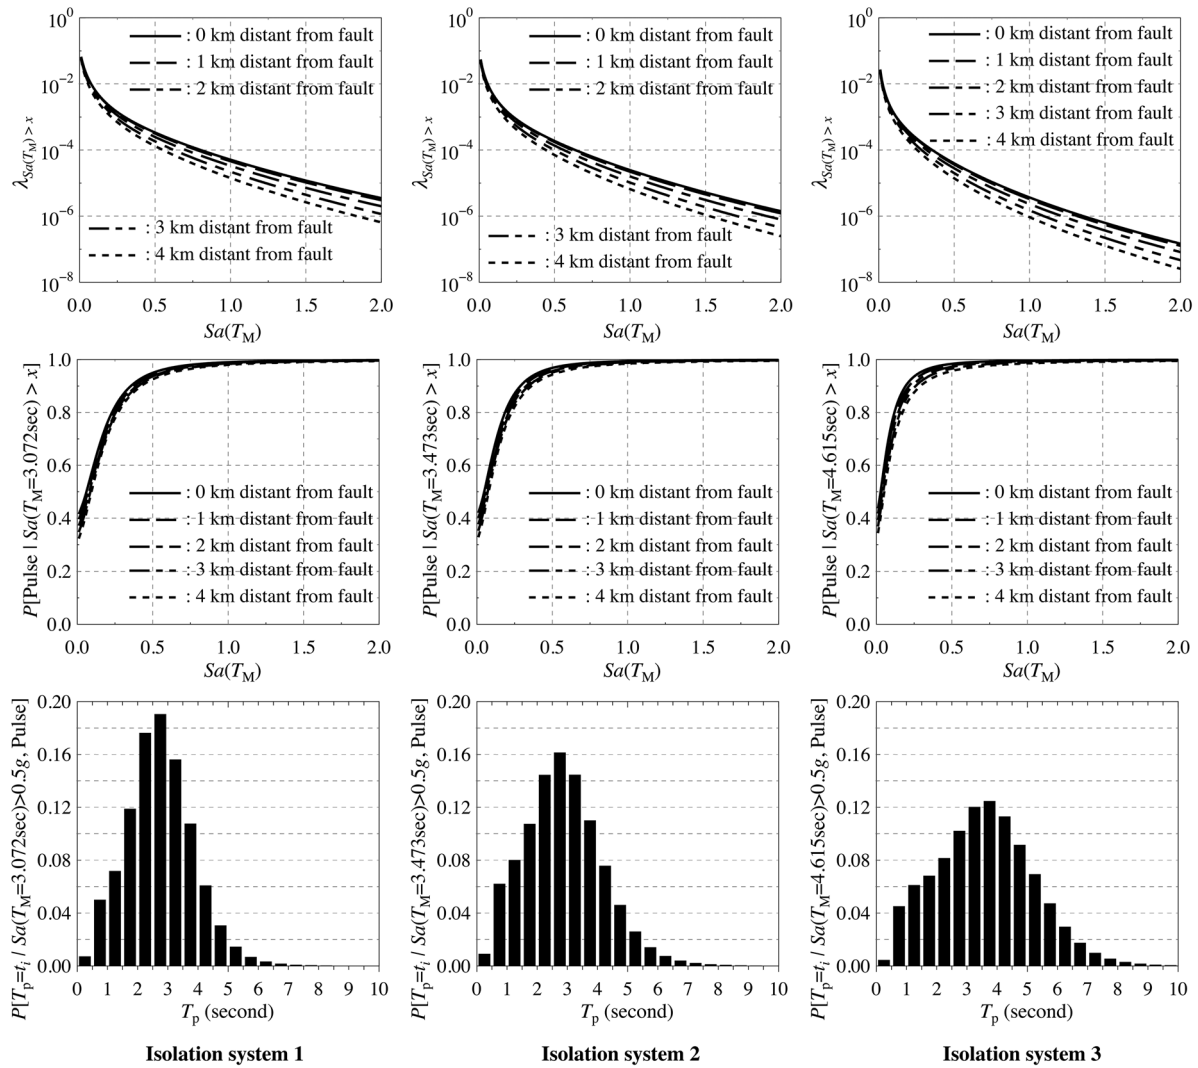 10⁰
10⁻²
10⁻⁴
10⁻⁶
10⁻⁸
λSa(TM) > x
: 0 km distant from fault
: 1 km distant from fault
: 2 km distant from fault
: 3 km distant from fault
: 4 km distant from fault
0.0 0.5 1.0 1.5 2.0
Sa(TM)
10⁰
10⁻²
10⁻⁴
10⁻⁶
10⁻⁸
λSa(TM) > x
: 0 km distant from fault
: 1 km distant from fault
: 2 km distant from fault
: 3 km distant from fault
: 4 km distant from fault
0.0 0.5 1.0 1.5 2.0
Sa(TM)
10⁰
10⁻²
10⁻⁴
10⁻⁶
10⁻⁸
λSa(TM) > x
: 0 km distant from fault
: 1 km distant from fault
: 2 km distant from fault
: 3 km distant from fault
: 4 km distant from fault
0.0 0.5 1.0 1.5 2.0
Sa(TM)
1.0
0.8
0.6
0.4
0.2
0.0
P[Pulse | Sa(TM=3.072sec) > x]
: 0 km distant from fault
: 1 km distant from fault
: 2 km distant from fault
: 3 km distant from fault
: 4 km distant from fault
0.0 0.5 1.0 1.5 2.0
Sa(TM)
1.0
0.8
0.6
0.4
0.2
0.0
P[Pulse | Sa(TM=3.473sec) > x]
: 0 km distant from fault
: 1 km distant from fault
: 2 km distant from fault
: 3 km distant from fault
: 4 km distant from fault
0.0 0.5 1.0 1.5 2.0
Sa(TM)
1.0
0.8
0.6
0.4
0.2
0.0
P[Pulse | Sa(TM=4.615sec) > x]
: 0 km distant from fault
: 1 km distant from fault
: 2 km distant from fault
: 3 km distant from fault
: 4 km distant from fault
0.0 0.5 1.0 1.5 2.0
Sa(TM)
0.20
0.16
0.12
0.08
0.04
0.00
P[Tp=ti / Sa(TM=3.072sec)>0.5g, Pulse]
0 1 2 3 4 5 6 7 8 9 10
Tp (second)
Isolation system 1
0.20
0.16
0.12
0.08
0.04
0.00
P[Tp=ti / Sa(TM=3.473sec)>0.5g, Pulse]
0 1 2 3 4 5 6 7 8 9 10
Tp (second)
Isolation system 2
0.20
0.16
0.12
0.08
0.04
0.00
P[Tp=ti / Sa(TM=4.615sec)>0.5g, Pulse]
0 1 2 3 4 5 6 7 8 9 10
Tp (second)
Isolation system 3